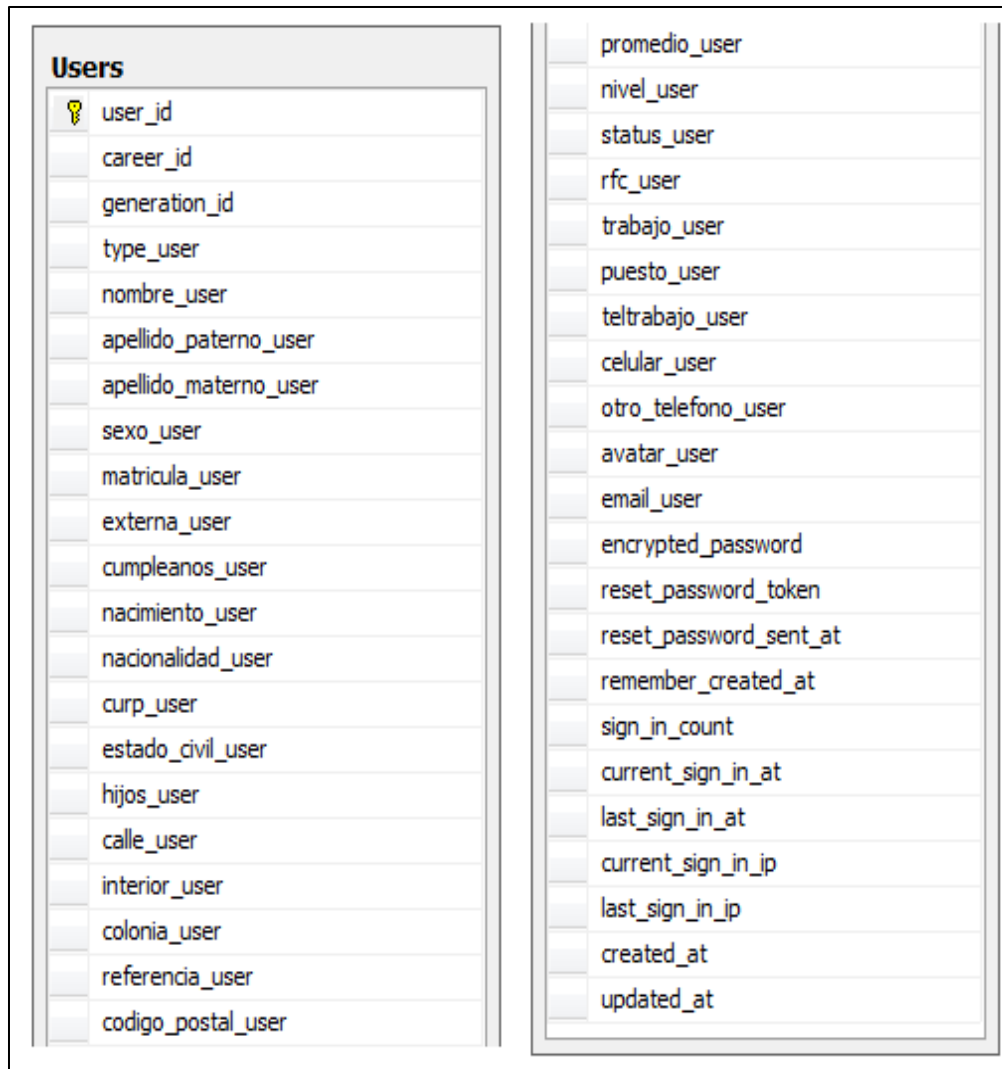 Users
user_id
career_id
generation_id
type_user
nombre_user
apellido_paterno_user
apellido_materno_user
sexo_user
matricula_user
externa_user
cumpleanos_user
nacimiento_user
nacionalidad_user
curp_user
estado_civil_user
hijos_user
calle_user
interior_user
colonia_user
referencia_user
codigo_postal_user
promedio_user
nivel_user
status_user
rfc_user
trabajo_user
puesto_user
teltrabajo_user
celular_user
otro_telefono_user
avatar_user
email_user
encrypted_password
reset_password_token
reset_password_sent_at
remember_created_at
sign_in_count
current_sign_in_at
last_sign_in_at
current_sign_in_ip
last_sign_in_ip
created_at
updated_at